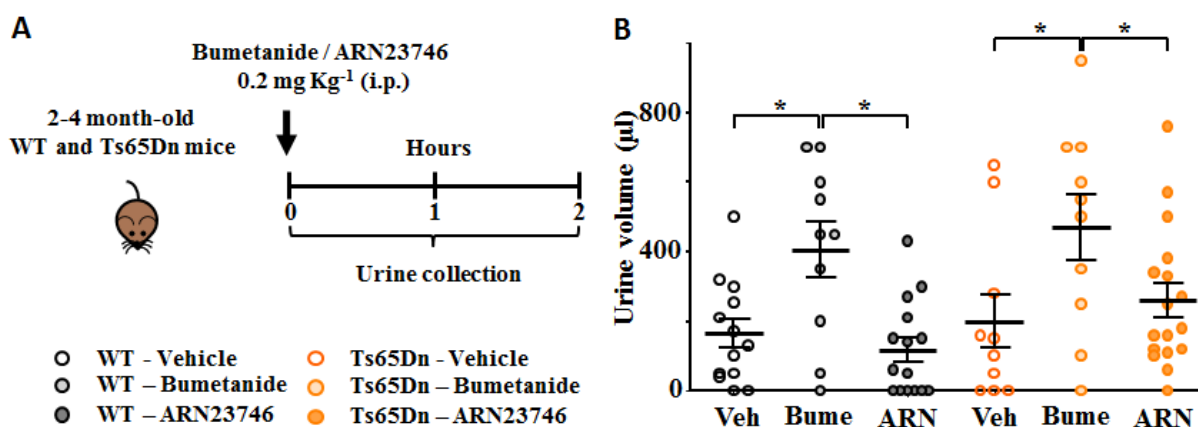 A
Bumetanide / ARN23746
0.2 mg Kg-1 (i.p.)
2-4 month-old
WT and Ts65Dn mice
Hours
0 1 2
Urine collection
WT - Vehicle
WT – Bumetanide
WT – ARN23746
Ts65Dn - Vehicle
Ts65Dn – Bumetanide
Ts65Dn – ARN23746
B
* *
* *
Urine volume (µl)
800
400
0
Veh Bume ARN Veh Bume ARN